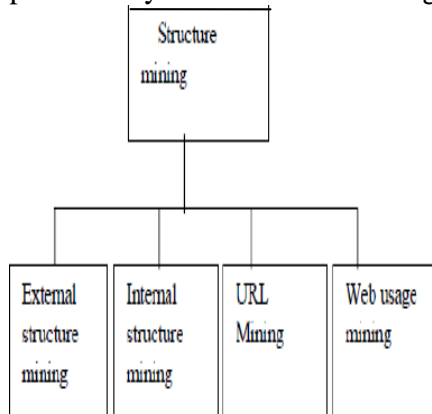 Structure
mining
External
structure
mining
Internal
structure
mining
URL
Mining
Web usage
mining